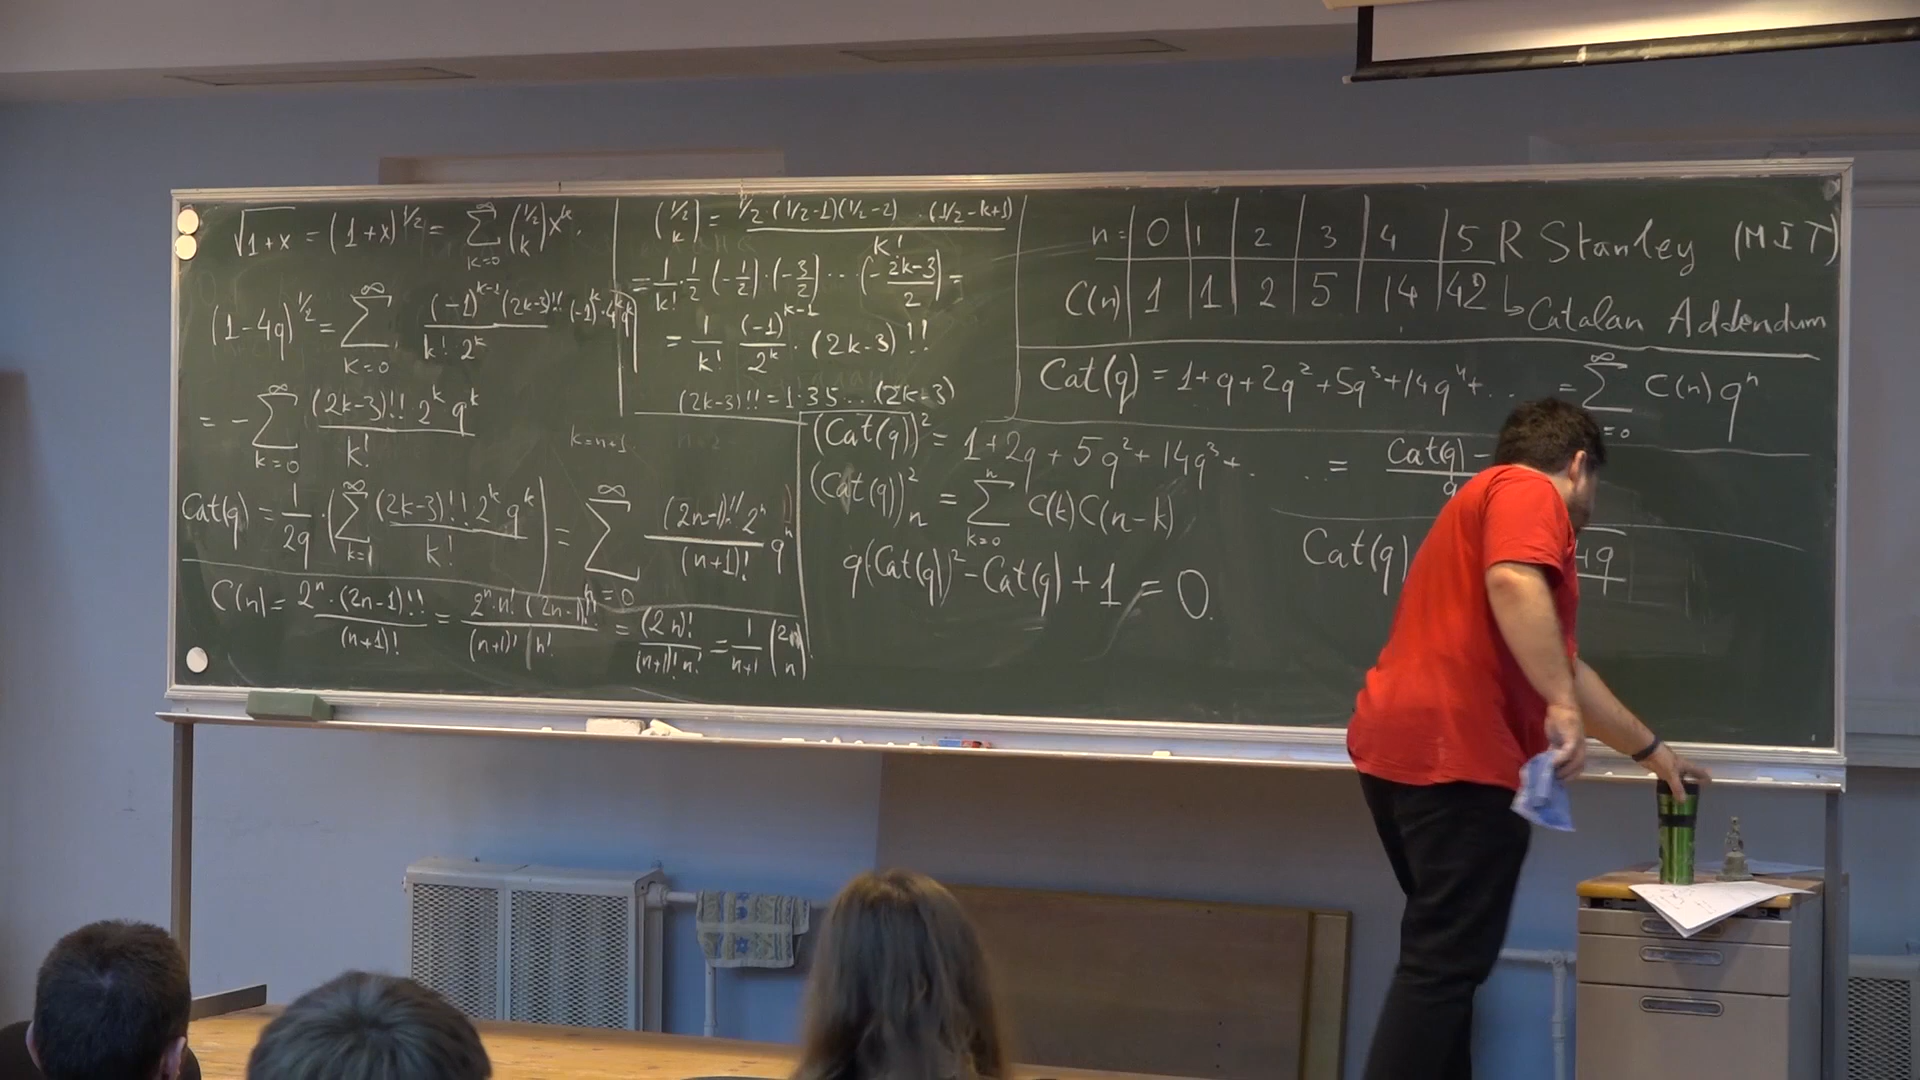 √1+x = (1+x)^{1/2} = ∑_{k=0}^{∞} (1/2 k) x^k.
(1-4q)^{1/2} = ∑_{k=0}^{∞} (-1)^{k-1} (2k-3)!! / k! 2^k · (-1)^k · 4^k q^k
= - ∑_{k=0}^{∞} (2k-3)!! 2^k q^k / k!
k=n+1.
Cat(q) = 1/2q · (∑_{k=1}^{∞} (2k-3)!! 2^k q^k / k!) = ∑_{n=0}^{∞} (2n-1)!! 2^n / (n+1)! q^n
C(n) = 2^n · (2n-1)!! / (n+1)! = 2^n · n! (2n-1)!! / (n+1)! n! = (2n)! / (n+1)! n! = 1/n+1 (2n n).
(1/2 k) = 1/2 · (1/2-1)(1/2-2) ... (1/2-k+1) / k!
= 1/k! · 1/2 · (-1/2) · (-3/2) ... (-2k-3/2) =
= 1/k! (-1)^{k-1} / 2^k · (2k-3)!!
(2k-3)!! = 1·3·5...(2k-3)
n= 0 1 2 3 4 5
C(n) 1 1 2 5 14 42
R Stanley (MIT)
↳ Catalan Addendum
Cat(q) = 1+q+2q^2+5q^3+14q^4+... = ∑_{=0}^{∞} C(n) q^n
(Cat(q))^2 = 1+2q+5q^2+14q^3+... = Cat(q)- / q
(Cat(q))^2_n = ∑_{k=0}^{n} C(k) C(n-k)
q(Cat(q))^2 - Cat(q) + 1 = 0.
Cat(q) 4q